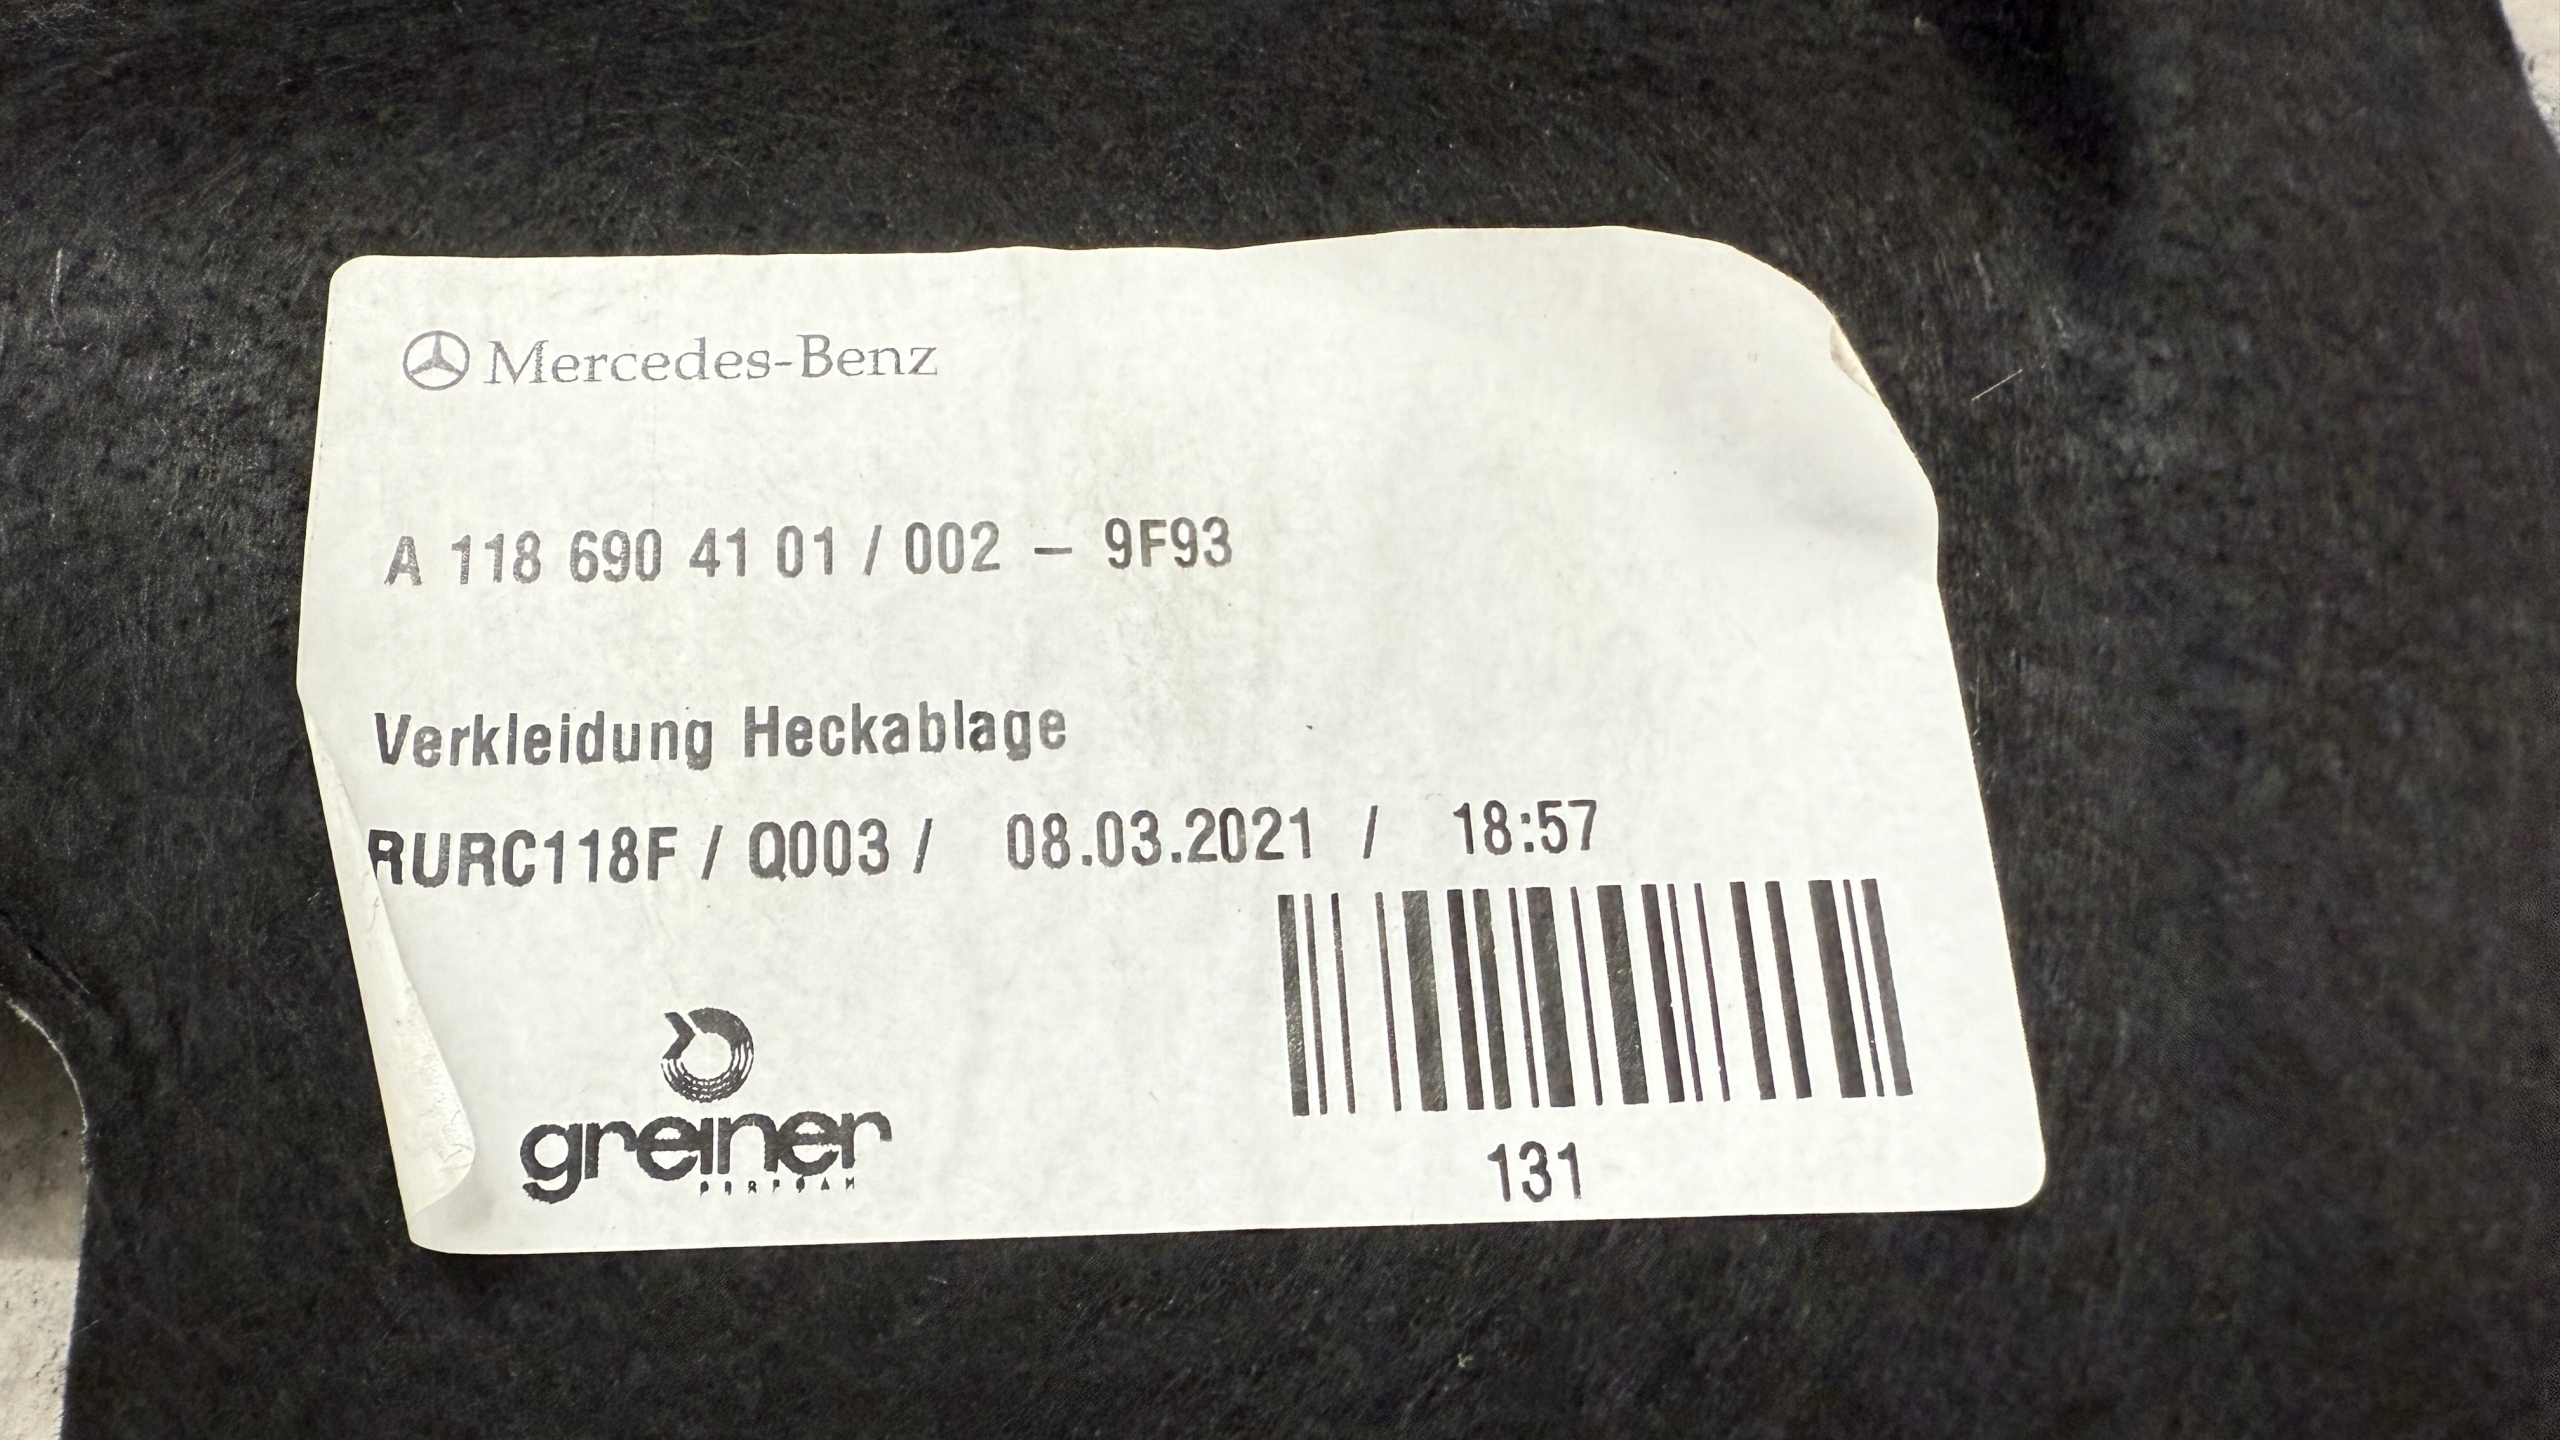 Mercedes-Benz
A 118 690 41 01 / 002 – 9F93
Verkleidung Heckablage
RURC118F / Q003 / 08.03.2021 / 18:57
greiner
PERFOAM
131